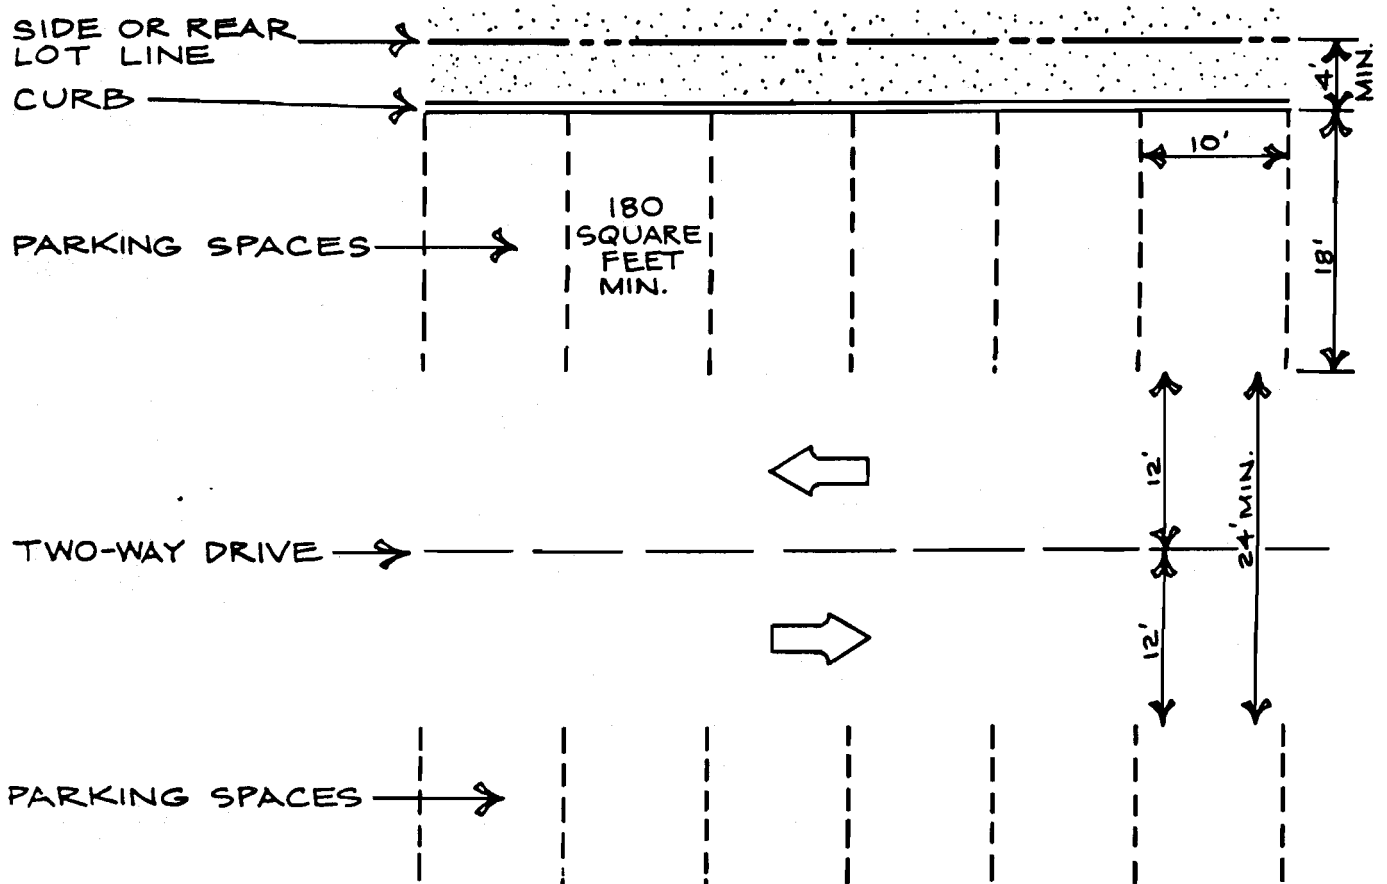 SIDE OR REAR
LOT LINE
4'
MIN.
CURB
10'
180
SQUARE
FEET
MIN.
PARKING SPACES
18'
12'
24' MIN.
TWO-WAY DRIVE
12'
PARKING SPACES